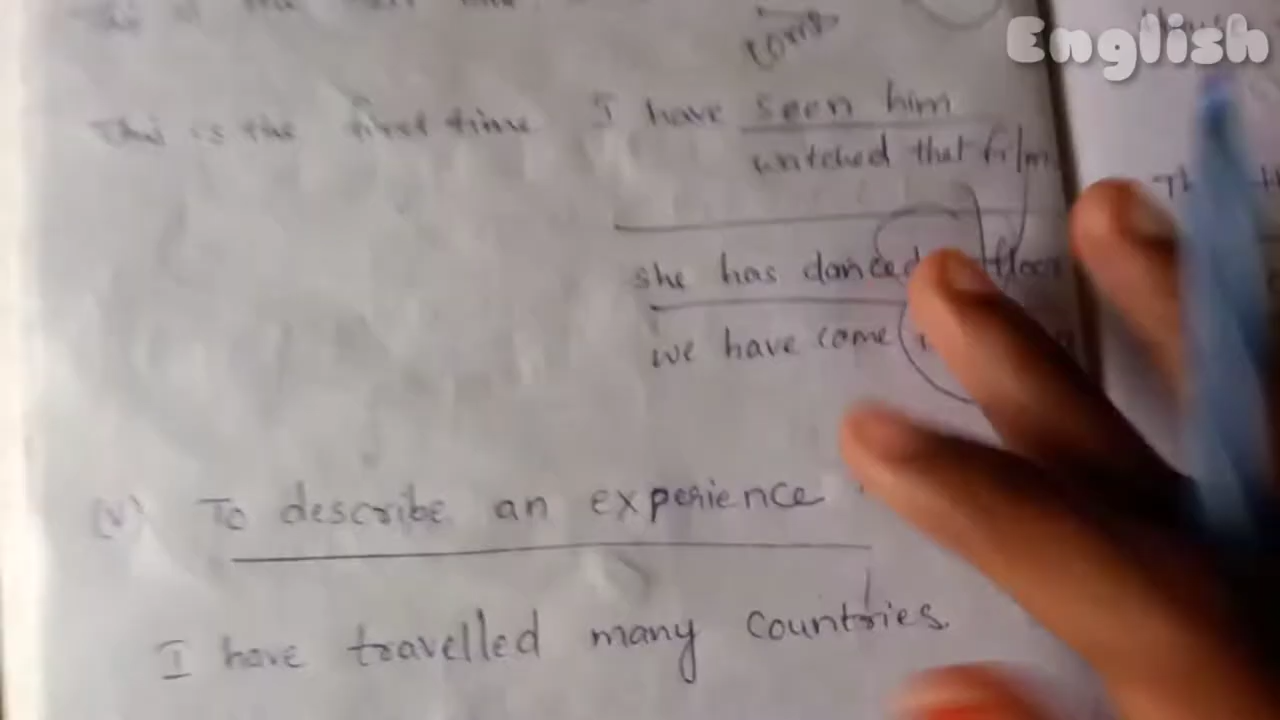 English
This is the first time I have seen him
watched that film
she has danced
we have come
(V) To describe an experience
I have travelled many countries.